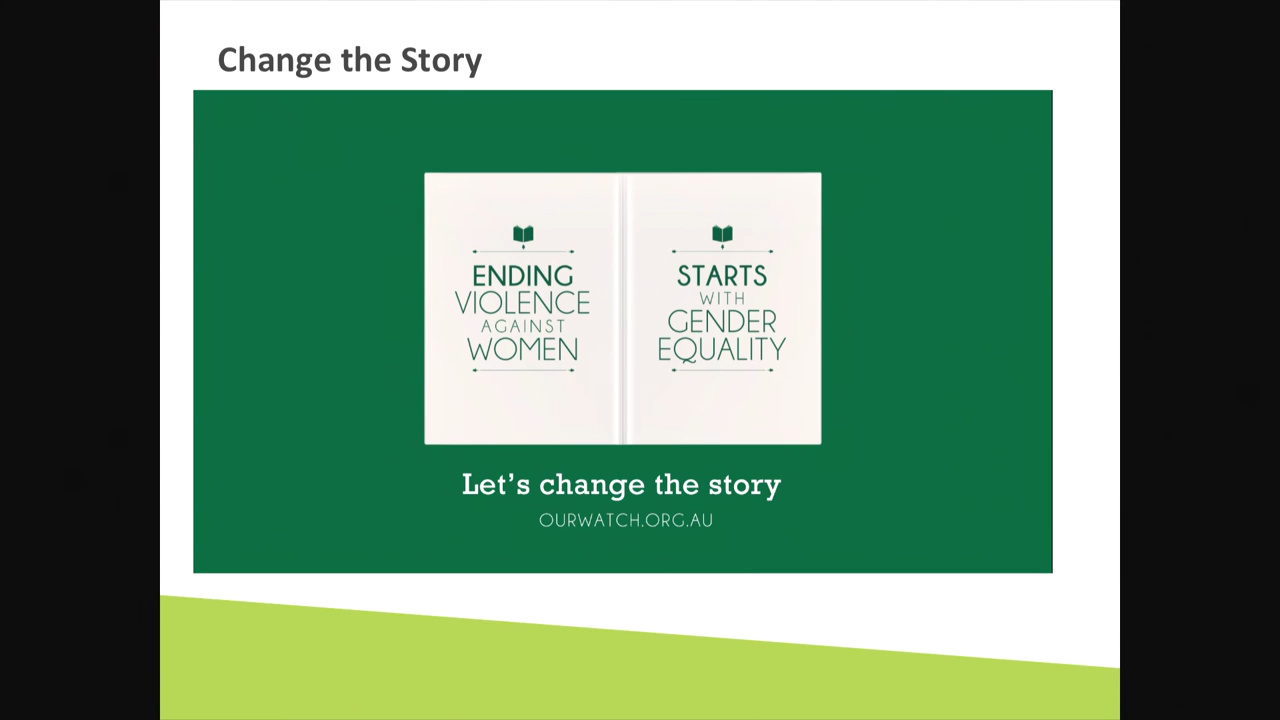 Change the Story
ENDING
VIOLENCE
AGAINST
WOMEN
STARTS
WITH
GENDER
EQUALITY
Let's change the story
OURWATCH.ORG.AU